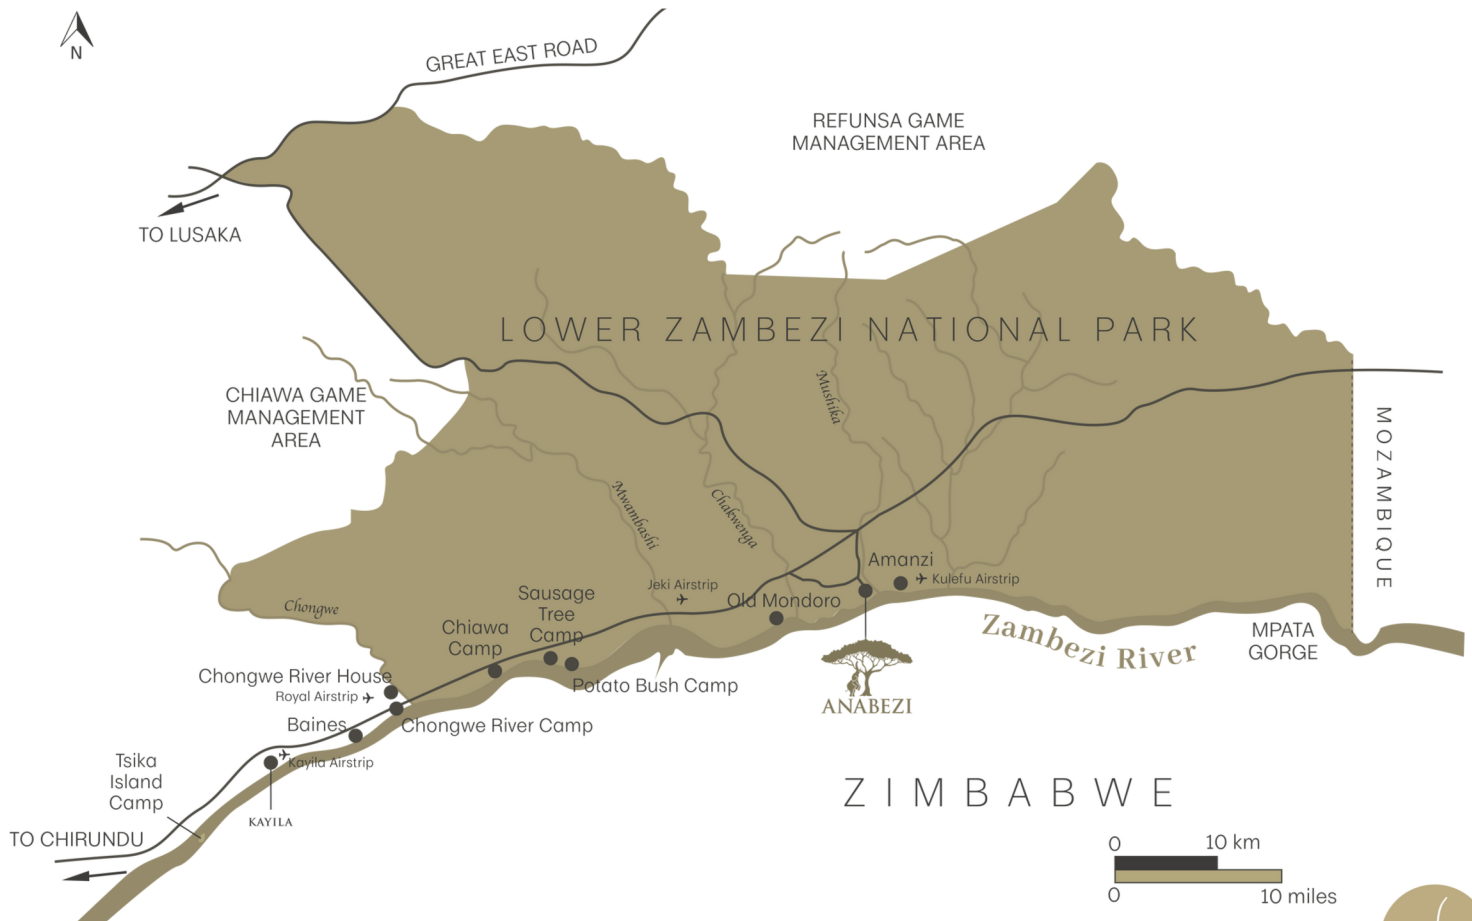 N
GREAT EAST ROAD
REFUNSA GAME
MANAGEMENT AREA
TO LUSAKA
LOWER ZAMBEZI NATIONAL PARK
CHIAWA GAME
MANAGEMENT
AREA
Mushika
MOZAMBIQUE
Mwambashi
Chakwenga
Amanzi
Kulefu Airstrip
Jeki Airstrip
Old Mondoro
Sausage
Tree
Camp
Chongwe
Chiawa
Camp
Zambezi River
MPATA
GORGE
Chongwe River House
Royal Airstrip
Potato Bush Camp
ANABEZI
Baines
Chongwe River Camp
Kayila Airstrip
Tsika
Island
Camp
KAYILA
ZIMBABWE
TO CHIRUNDU
0 10 km
0 10 miles